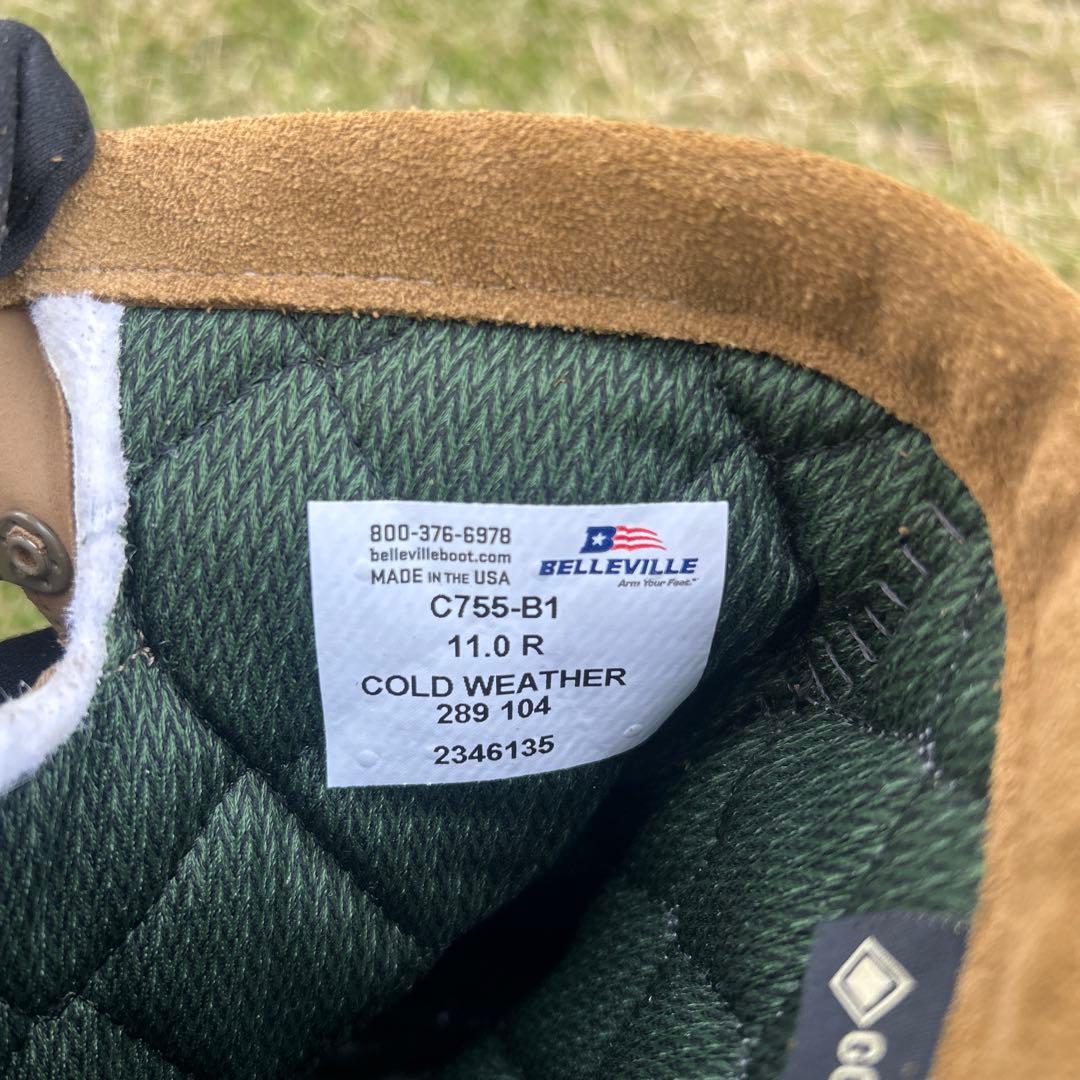 800-376-6978
bellevilleboot.com
MADE IN THE USA
BELLEVILLE
Arm Your Feet.™
C755-B1
11.0 R
COLD WEATHER
289 104
2346135